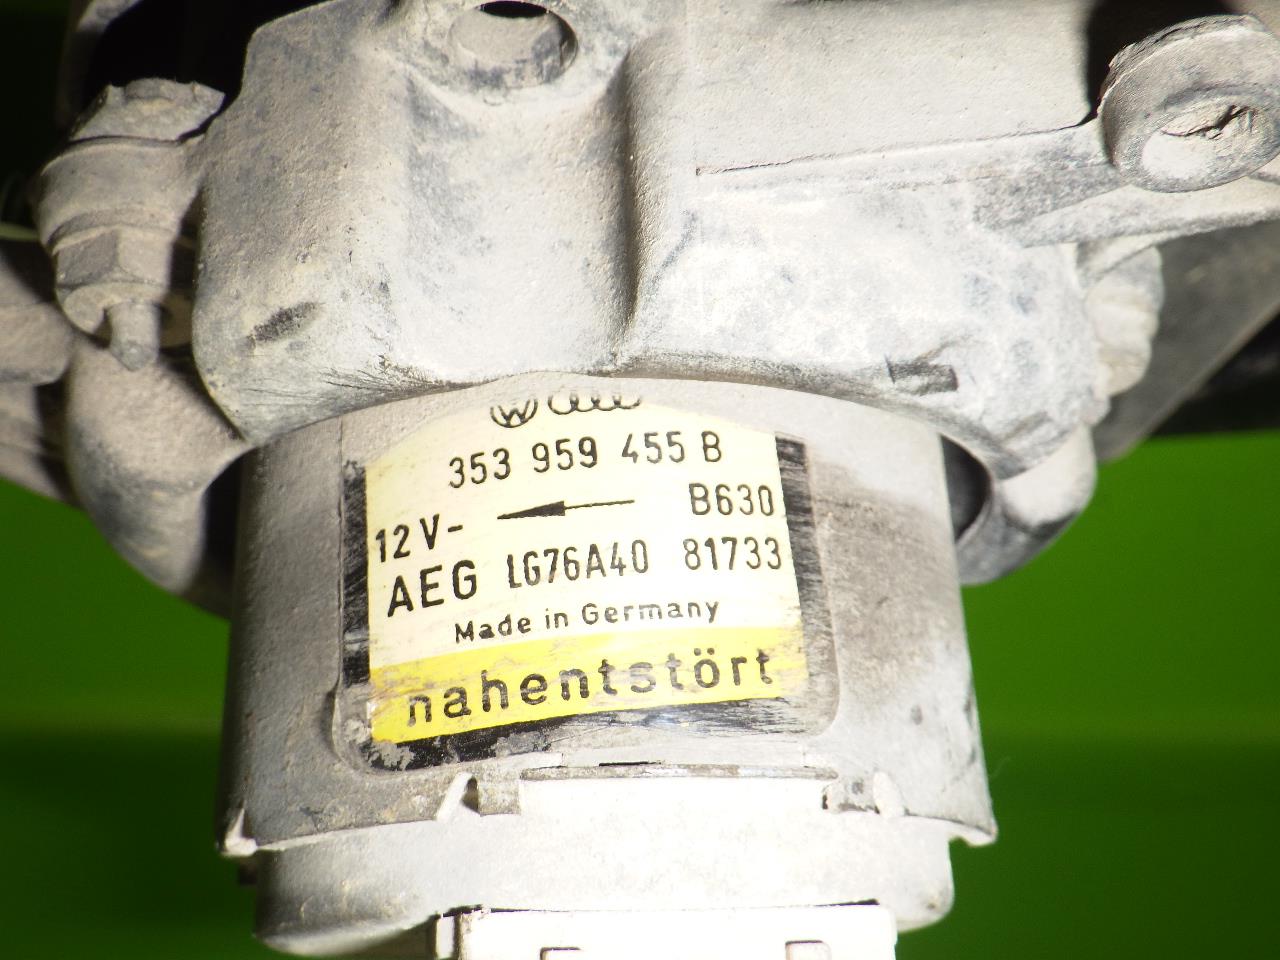 353 959 455 B
12V- B630
AEG LG76A40 81733
Made in Germany
nahentstört